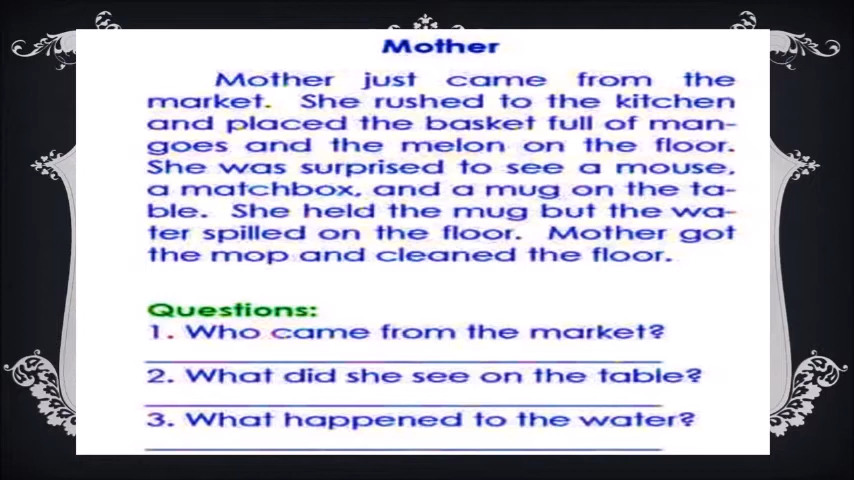 Mother
Mother just came from the
market. She rushed to the kitchen
and placed the basket full of man-
goes and the melon on the floor.
She was surprised to see a mouse,
a matchbox, and a mug on the ta-
ble. She held the mug but the wa-
ter spilled on the floor. Mother got
the mop and cleaned the floor.
Questions:
1. Who came from the market?
2. What did she see on the table?
3. What happened to the water?